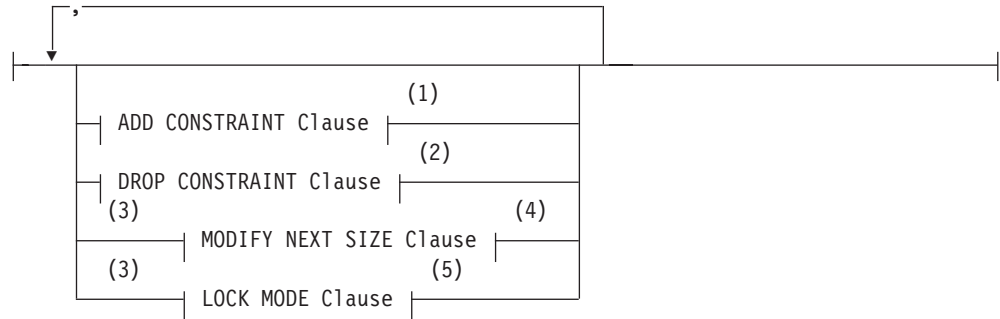 ,
(1)
ADD CONSTRAINT Clause
(2)
DROP CONSTRAINT Clause
(3) (4)
MODIFY NEXT SIZE Clause
(3) (5)
LOCK MODE Clause